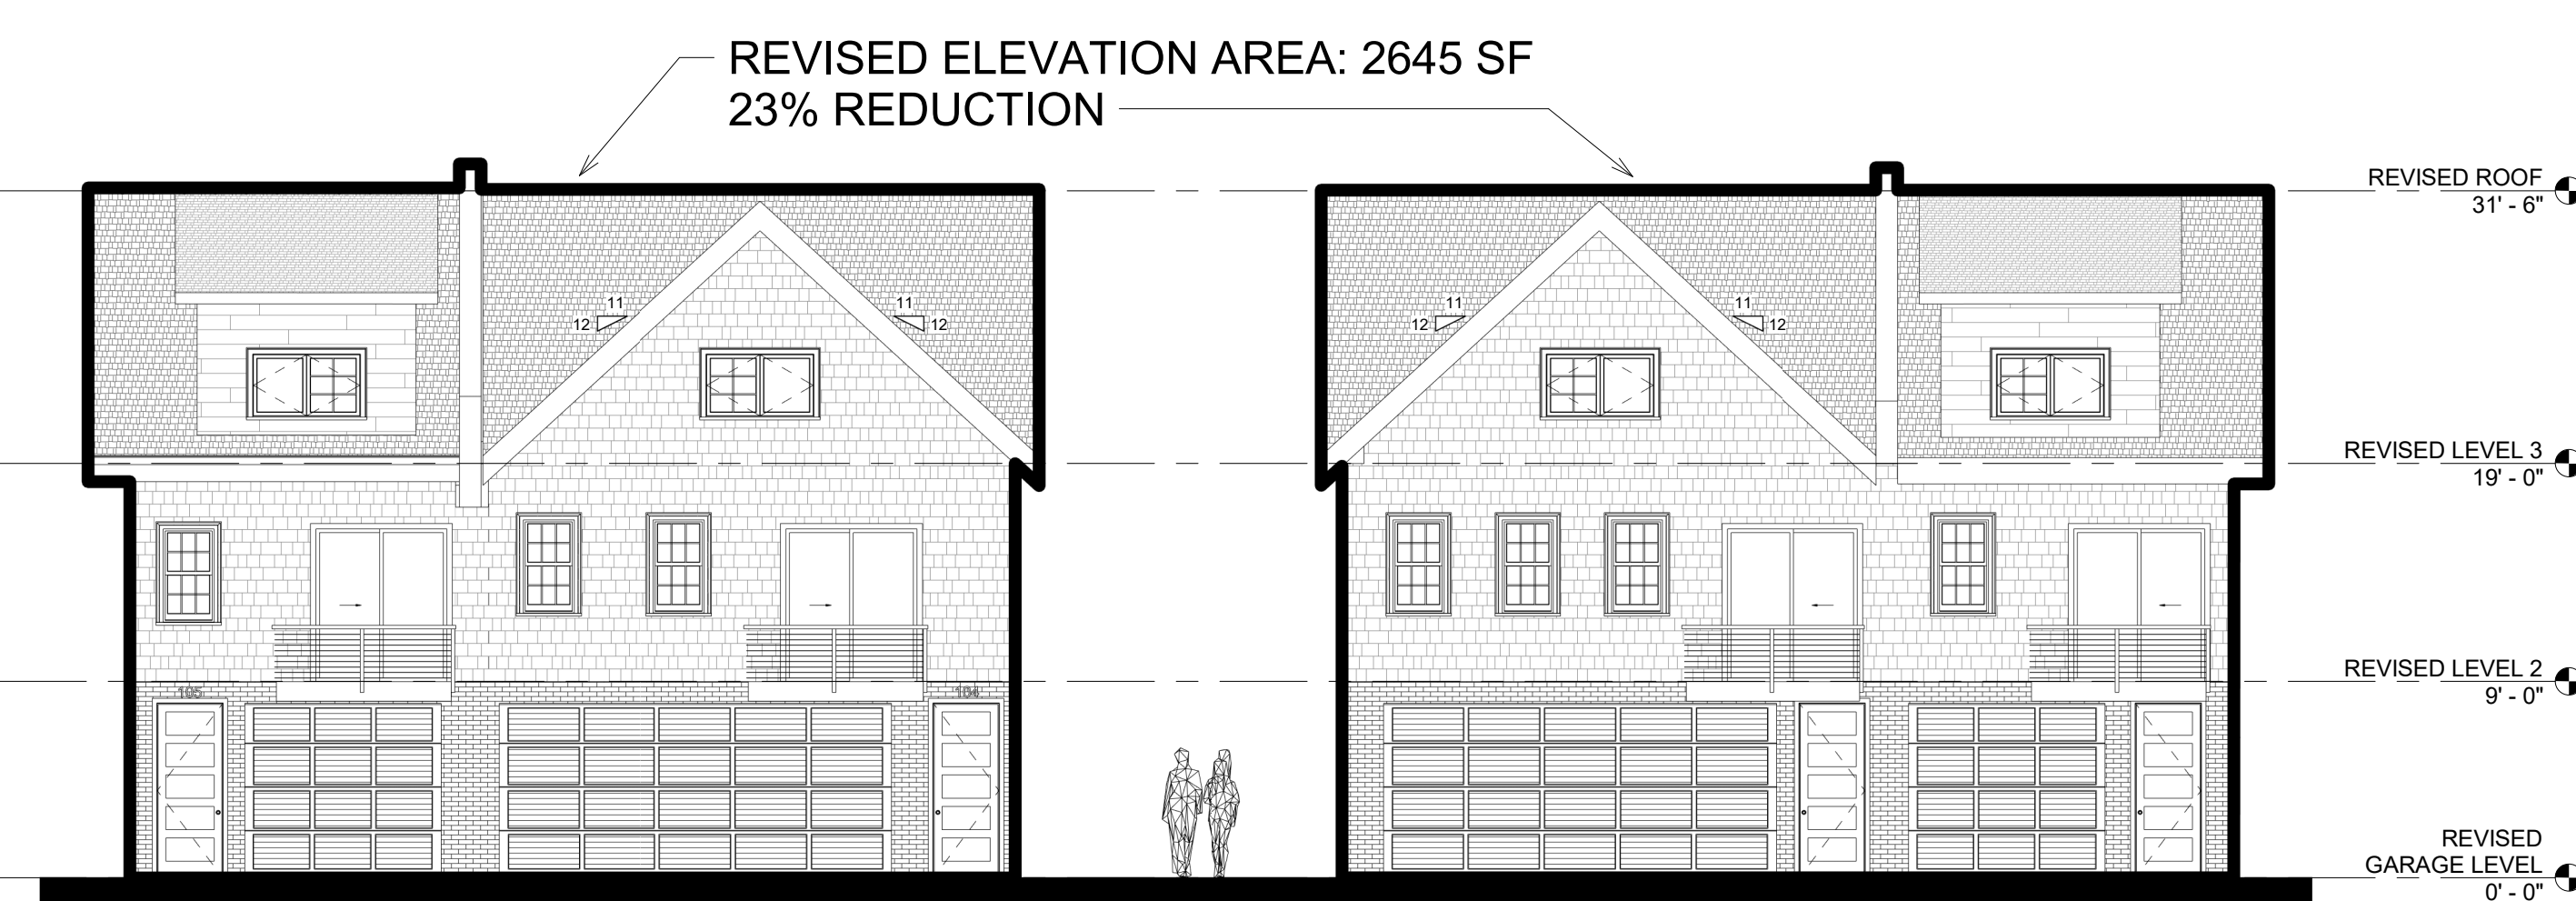 REVISED ELEVATION AREA: 2645 SF
23% REDUCTION
REVISED ROOF
31' - 6"
11
12
11
12
11
12
11
12
REVISED LEVEL 3
19' - 0"
REVISED LEVEL 2
9' - 0"
105
104
REVISED
GARAGE LEVEL
0' - 0"